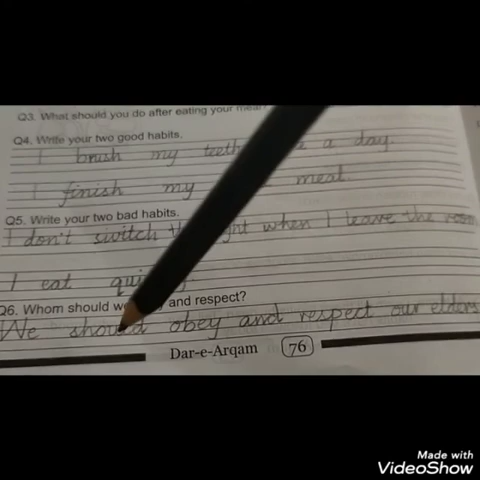 Q3. What should you do after eating your meal?
Q4. Write your two good habits.
I brush my teeth a day.
I finish my meal.
Q5. Write your two bad habits.
I don't switch the light when I leave the room
I eat
Q6. Whom should we and respect?
We should obey and respect our elders
Dar-e-Arqam 76
Made with
VideoShow